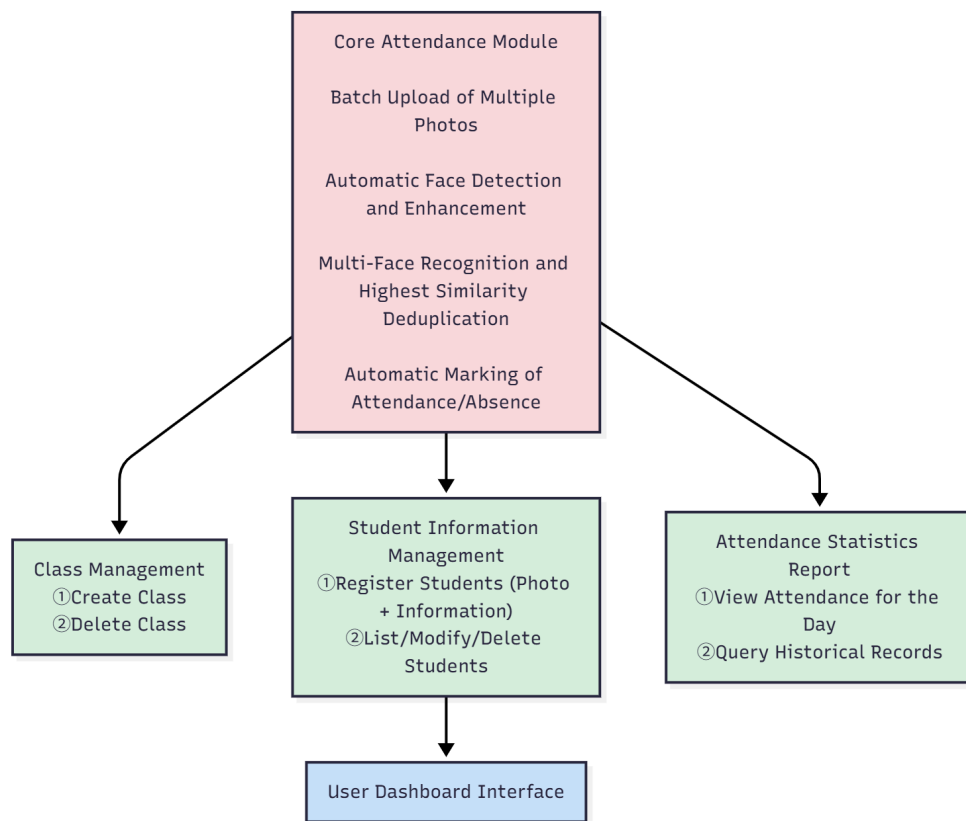 Core Attendance Module
Batch Upload of Multiple
Photos
Automatic Face Detection
and Enhancement
Multi-Face Recognition and
Highest Similarity
Deduplication
Automatic Marking of
Attendance/Absence
Class Management
①Create Class
②Delete Class
Student Information
Management
①Register Students (Photo
+ Information)
②List/Modify/Delete
Students
Attendance Statistics
Report
①View Attendance for the
Day
②Query Historical Records
User Dashboard Interface